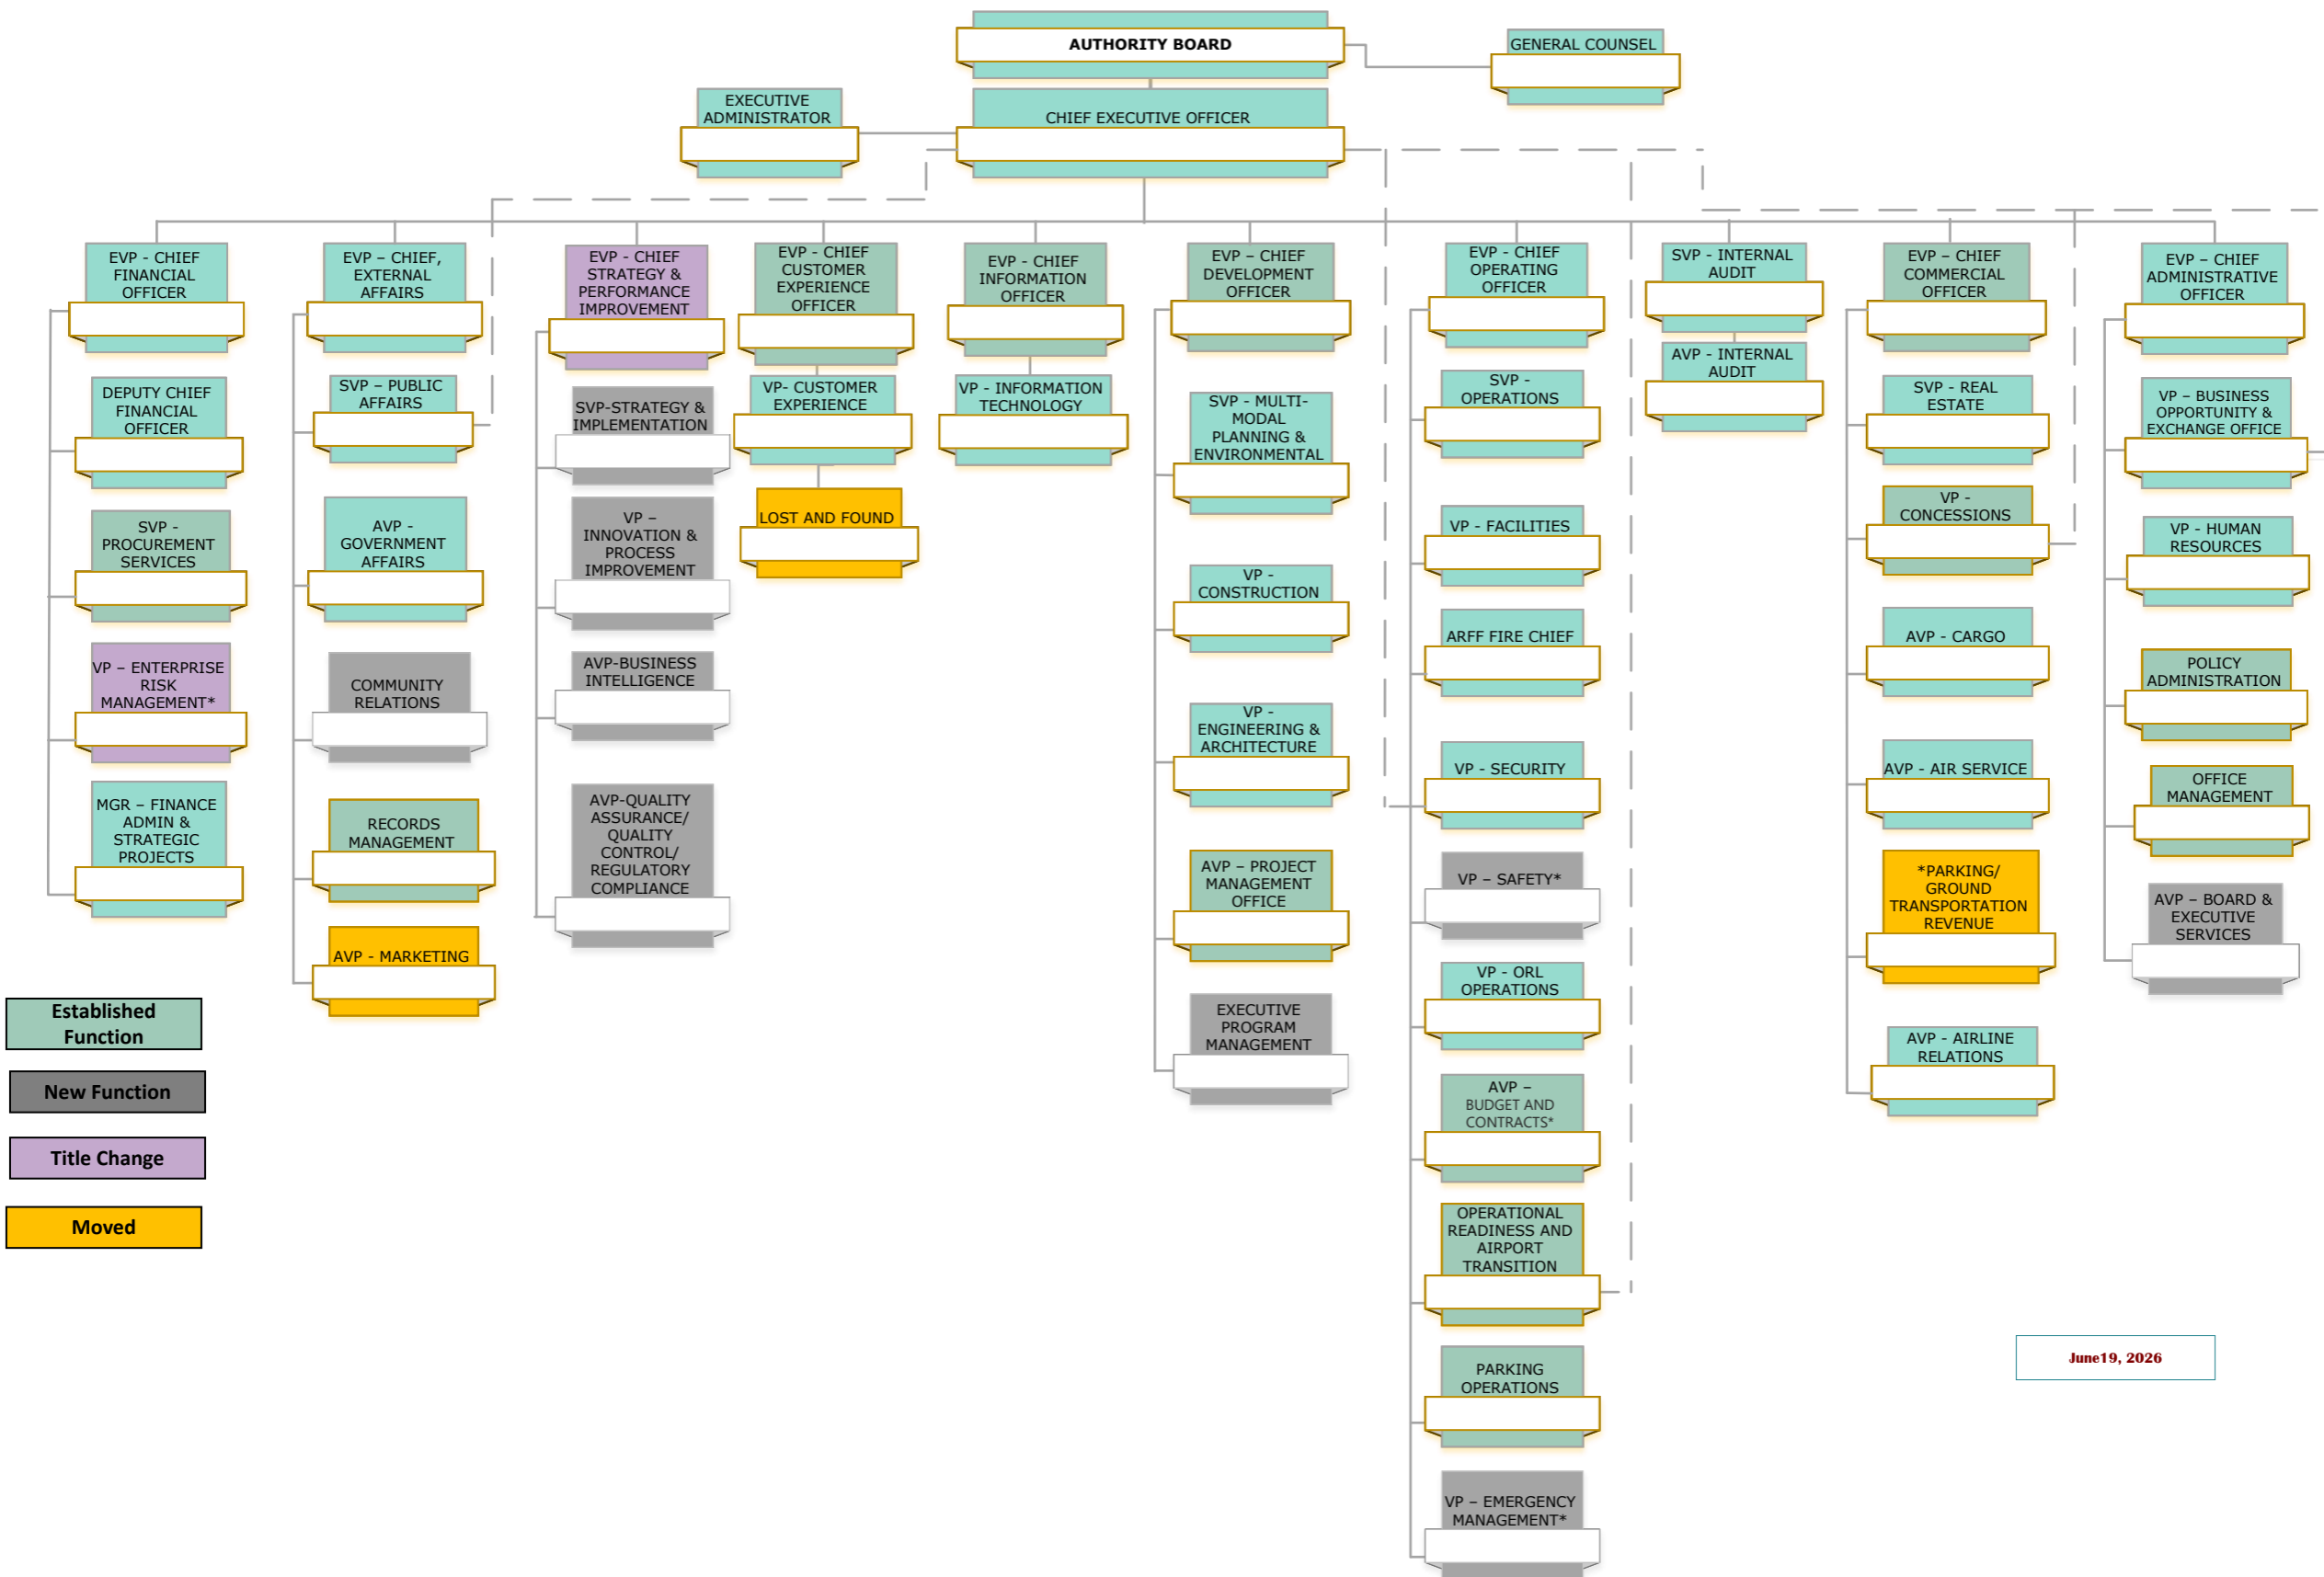 AUTHORITY BOARD
GENERAL COUNSEL
EXECUTIVE
ADMINISTRATOR
CHIEF EXECUTIVE OFFICER
EVP - CHIEF
FINANCIAL
OFFICER
DEPUTY CHIEF
FINANCIAL
OFFICER
SVP -
PROCUREMENT
SERVICES
VP – ENTERPRISE
RISK
MANAGEMENT*
MGR – FINANCE
ADMIN &
STRATEGIC
PROJECTS
EVP – CHIEF,
EXTERNAL
AFFAIRS
SVP – PUBLIC
AFFAIRS
AVP -
GOVERNMENT
AFFAIRS
COMMUNITY
RELATIONS
RECORDS
MANAGEMENT
AVP - MARKETING
EVP - CHIEF
STRATEGY &
PERFORMANCE
IMPROVEMENT
SVP-STRATEGY &
IMPLEMENTATION
VP –
INNOVATION &
PROCESS
IMPROVEMENT
AVP-BUSINESS
INTELLIGENCE
AVP-QUALITY
ASSURANCE/
QUALITY
CONTROL/
REGULATORY
COMPLIANCE
EVP - CHIEF
CUSTOMER
EXPERIENCE
OFFICER
VP- CUSTOMER
EXPERIENCE
LOST AND FOUND
EVP - CHIEF
INFORMATION
OFFICER
VP - INFORMATION
TECHNOLOGY
EVP – CHIEF
DEVELOPMENT
OFFICER
SVP - MULTI-
MODAL
PLANNING &
ENVIRONMENTAL
VP -
CONSTRUCTION
VP -
ENGINEERING &
ARCHITECTURE
AVP – PROJECT
MANAGEMENT
OFFICE
EXECUTIVE
PROGRAM
MANAGEMENT
EVP - CHIEF
OPERATING
OFFICER
SVP -
OPERATIONS
VP - FACILITIES
ARFF FIRE CHIEF
VP - SECURITY
VP – SAFETY*
VP - ORL
OPERATIONS
AVP –
BUDGET AND
CONTRACTS*
OPERATIONAL
READINESS AND
AIRPORT
TRANSITION
PARKING
OPERATIONS
VP – EMERGENCY
MANAGEMENT*
SVP - INTERNAL
AUDIT
AVP - INTERNAL
AUDIT
EVP – CHIEF
COMMERCIAL
OFFICER
SVP - REAL
ESTATE
VP -
CONCESSIONS
AVP - CARGO
AVP - AIR SERVICE
*PARKING/
GROUND
TRANSPORTATION
REVENUE
AVP - AIRLINE
RELATIONS
EVP – CHIEF
ADMINISTRATIVE
OFFICER
VP – BUSINESS
OPPORTUNITY &
EXCHANGE OFFICE
VP - HUMAN
RESOURCES
POLICY
ADMINISTRATION
OFFICE
MANAGEMENT
AVP – BOARD &
EXECUTIVE
SERVICES
Established
Function
New Function
Title Change
Moved
June19, 2026